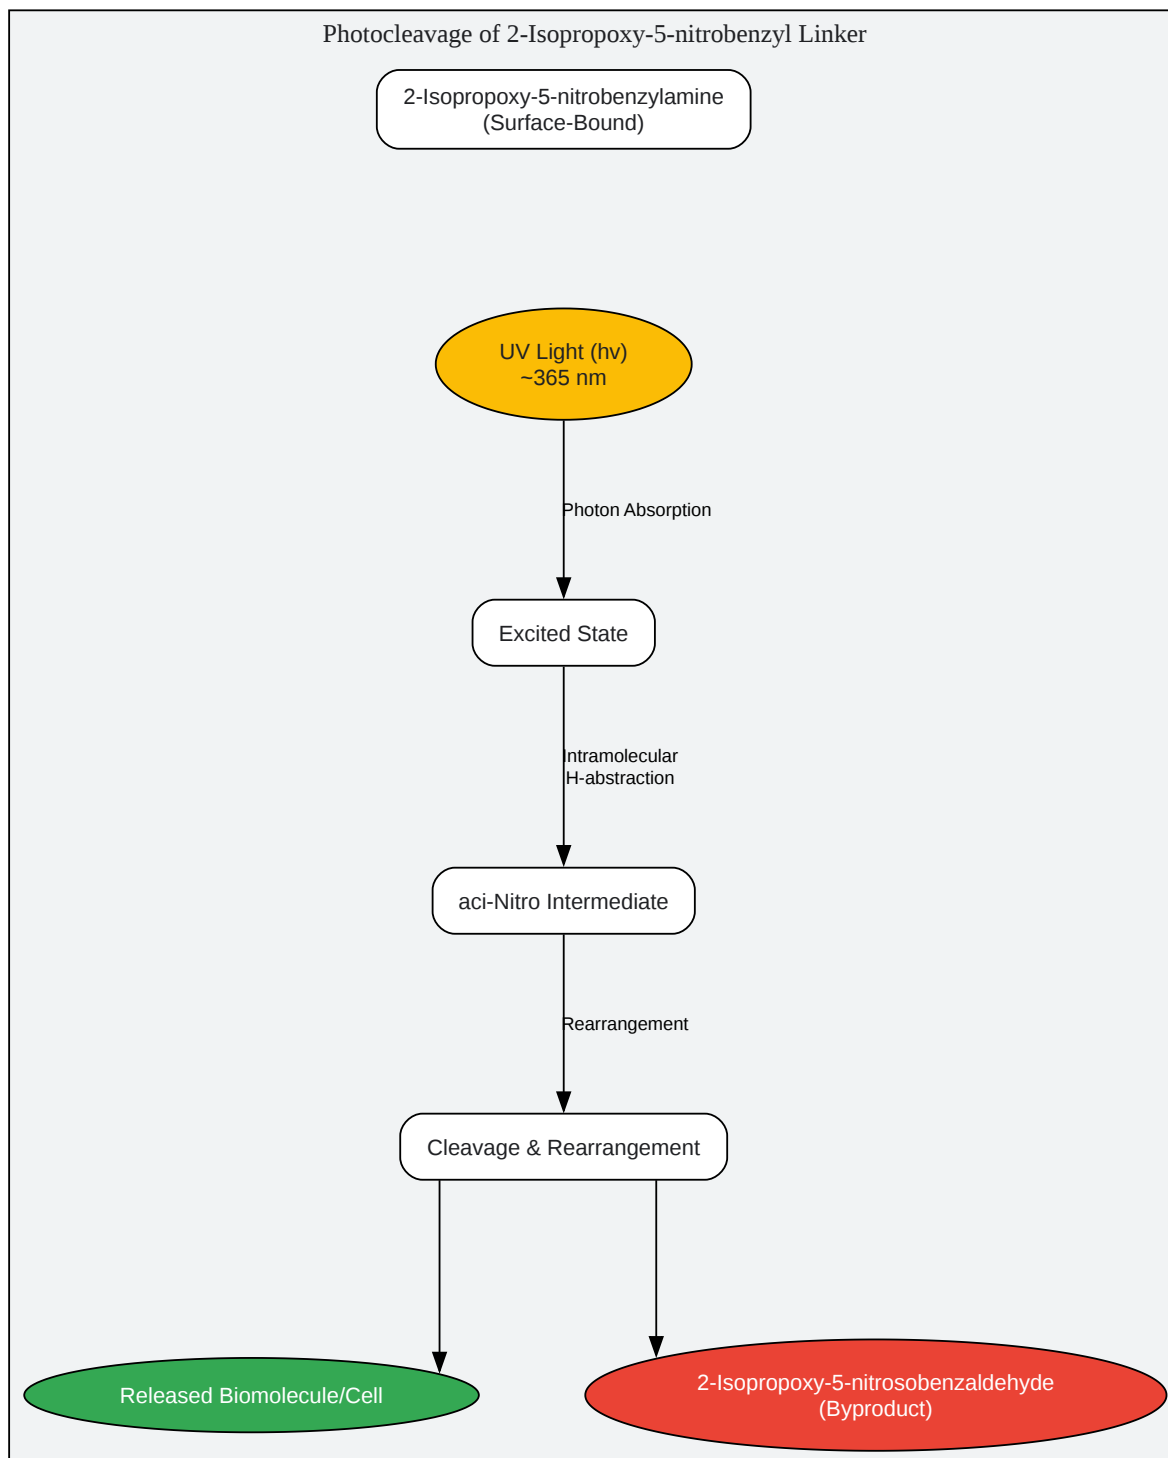 Photocleavage of 2-Isopropoxy-5-nitrobenzyl Linker
2-Isopropoxy-5-nitrobenzylamine
(Surface-Bound)
UV Light (hv)
~365 nm
Photon Absorption
Excited State
Intramolecular
H-abstraction
aci-Nitro Intermediate
Rearrangement
Cleavage & Rearrangement
Released Biomolecule/Cell
2-Isopropoxy-5-nitrosobenzaldehyde
(Byproduct)